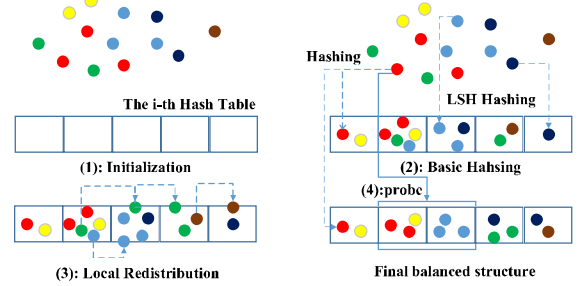 The i-th Hash Table
(1): Initialization
Hashing
LSH Hashing
(2): Basic Hahsing
(4):probe
(3): Local Redistribution
Final balanced structure